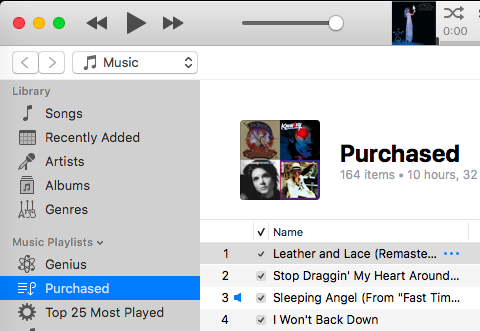 0:00
Music
Library
Songs
Recently Added
Artists
Albums
Genres
Music Playlists
Genius
Purchased
Top 25 Most Played
Purchased
164 items • 10 hours, 32
✓ Name
1 ✓ Leather and Lace (Remaste... •••
2 ✓ Stop Draggin' My Heart Around...
3 ✓ Sleeping Angel (From "Fast Tim...
4 ✓ I Won't Back Down